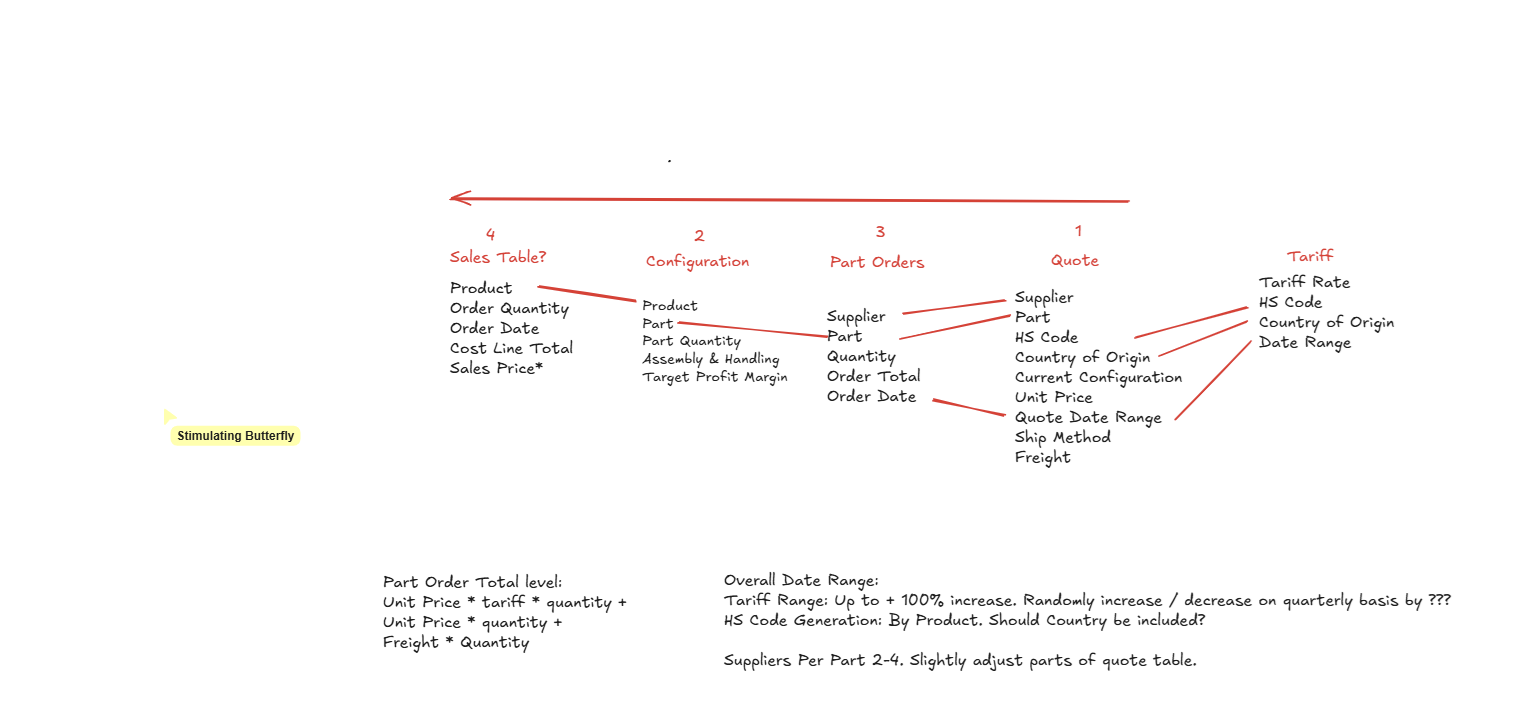 4
Sales Table?
Product
Order Quantity
Order Date
Cost Line Total
Sales Price*
2
Configuration
Product
Part
Part Quantity
Assembly & Handling
Target Profit Margin
3
Part Orders
Supplier
Part
Quantity
Order Total
Order Date
1
Quote
Supplier
Part
HS Code
Country of Origin
Current Configuration
Unit Price
Quote Date Range
Ship Method
Freight
Tariff
Tariff Rate
HS Code
Country of Origin
Date Range
Stimulating Butterfly
Part Order Total level:
Unit Price * tariff * quantity +
Unit Price * quantity +
Freight * Quantity
Overall Date Range:
Tariff Range: Up to + 100% increase. Randomly increase / decrease on quarterly basis by ???
HS Code Generation: By Product. Should Country be included?
Suppliers Per Part 2-4. Slightly adjust parts of quote table.